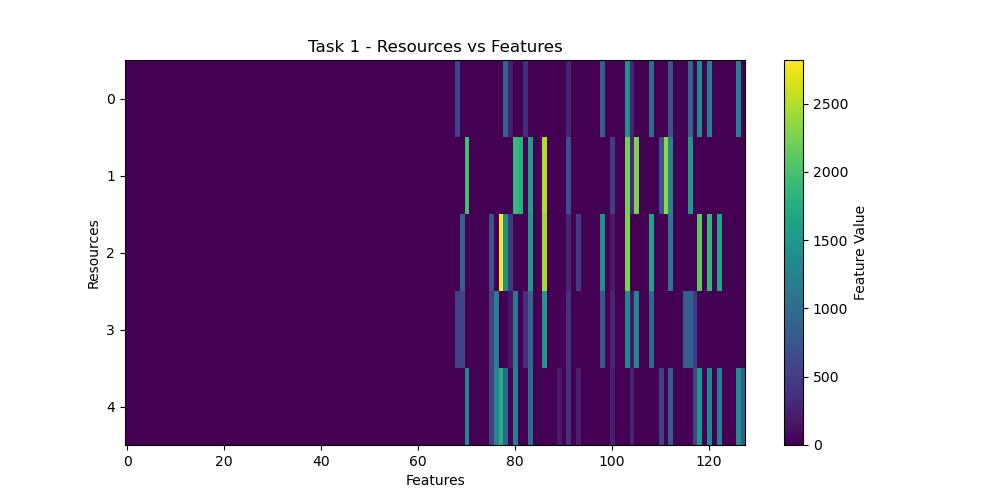 Task 1 - Resources vs Features
0
1
2
3
4
Resources
0 20 40 60 80 100 120
Features
2500
2000
1500
1000
500
0
Feature Value